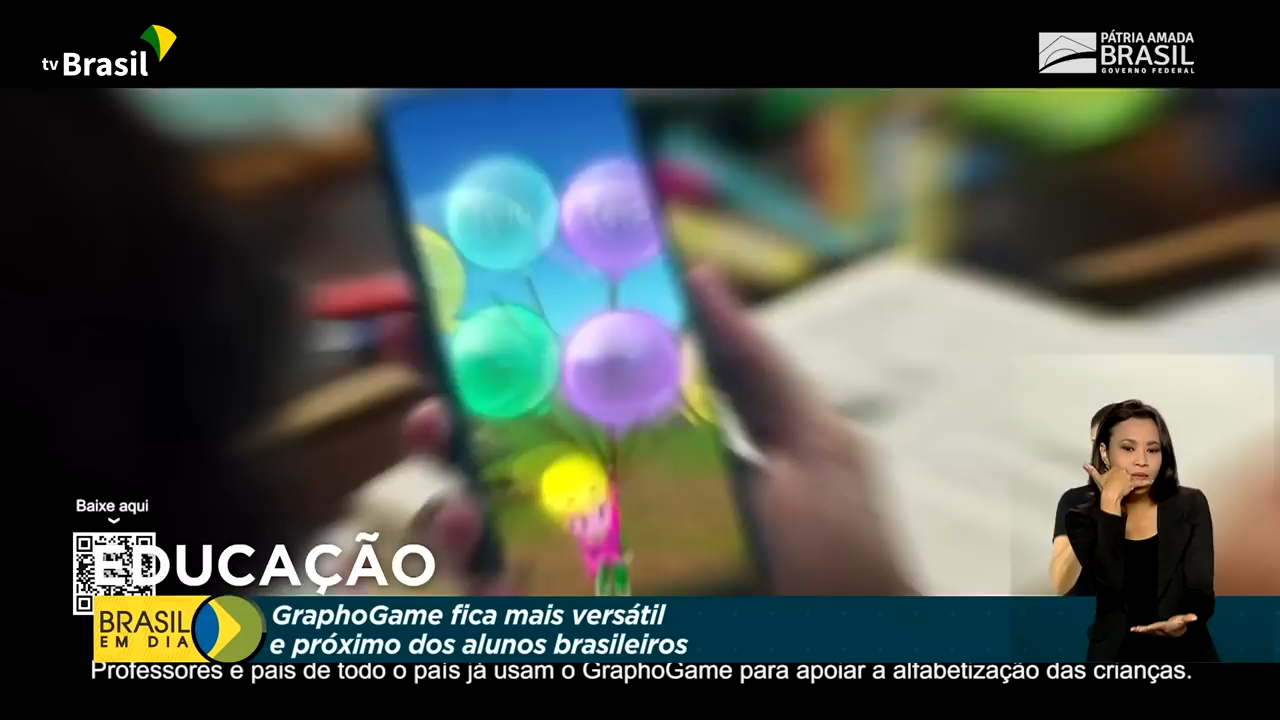 tv Brasil
PÁTRIA AMADA
BRASIL
GOVERNO FEDERAL
Baixe aqui
EDUCAÇÃO
BRASIL
EM DIA
GraphoGame fica mais versátil
e próximo dos alunos brasileiros
Professores e pais de todo o país já usam o GraphoGame para apoiar a alfabetização das crianças.